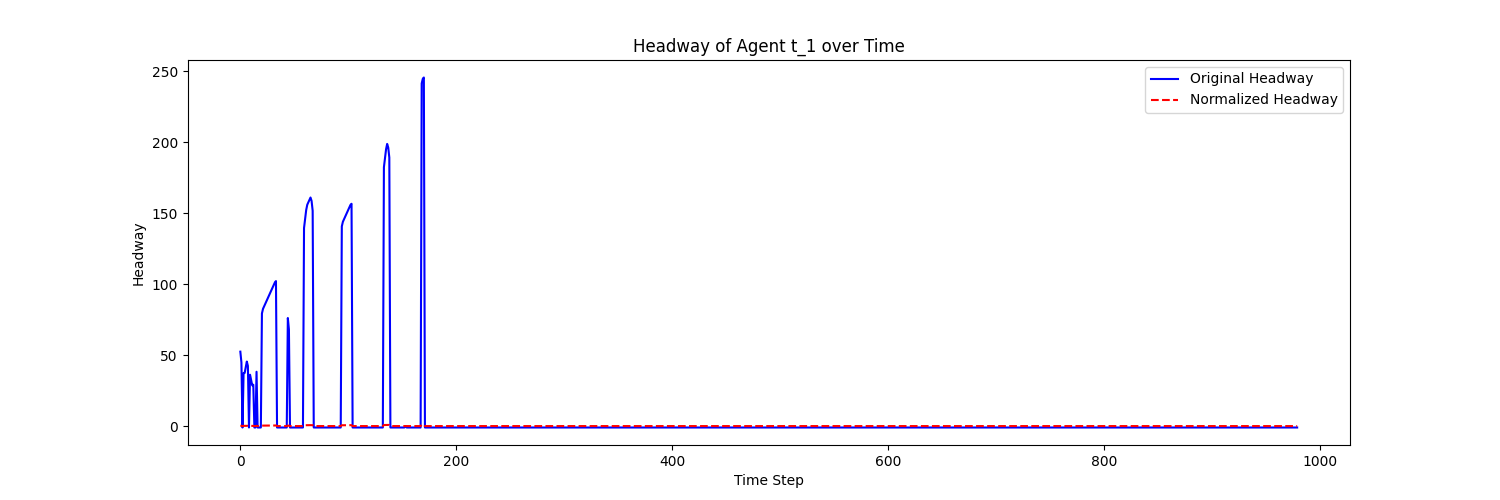 Headway of Agent t_1 over Time
Original Headway
Normalized Headway
Headway
250
200
150
100
50
0
0
200
400
600
800
1000
Time Step